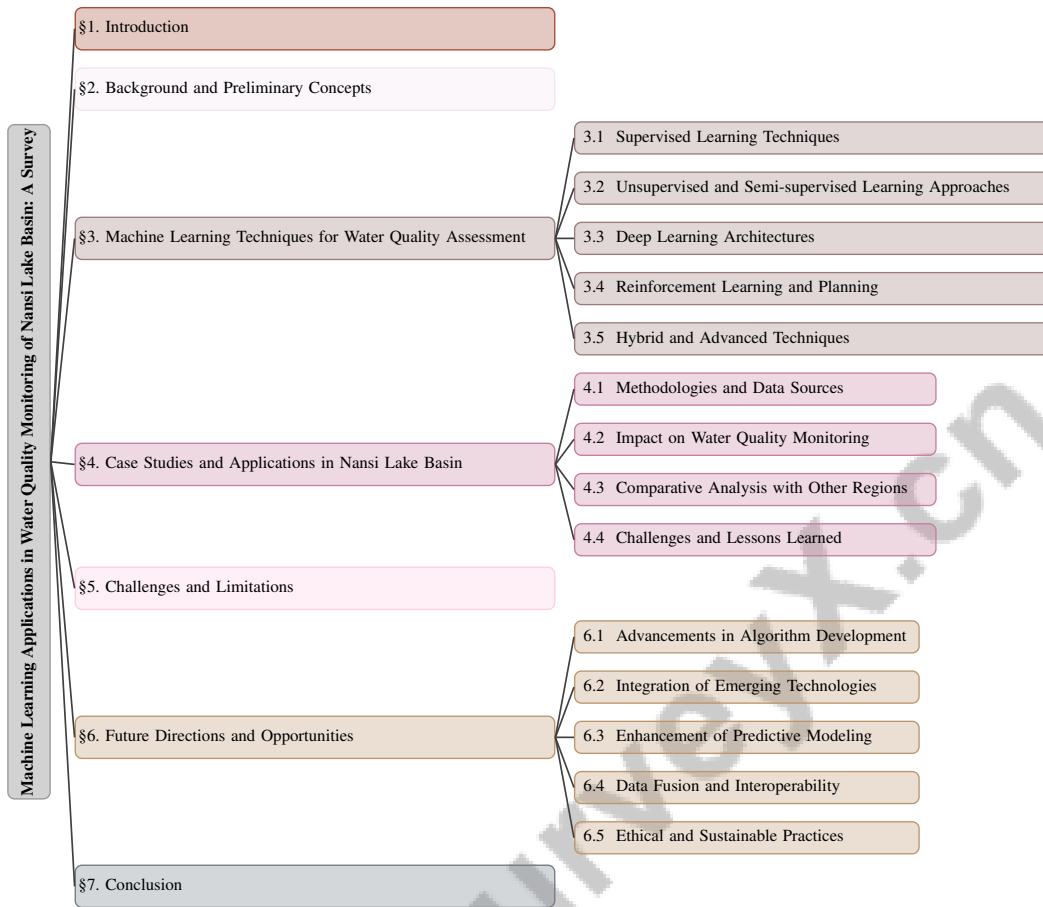 Machine Learning Applications in Water Quality Monitoring of Nansi Lake Basin: A Survey
§1. Introduction
§2. Background and Preliminary Concepts
§3. Machine Learning Techniques for Water Quality Assessment
3.1 Supervised Learning Techniques
3.2 Unsupervised and Semi-supervised Learning Approaches
3.3 Deep Learning Architectures
3.4 Reinforcement Learning and Planning
3.5 Hybrid and Advanced Techniques
§4. Case Studies and Applications in Nansi Lake Basin
4.1 Methodologies and Data Sources
4.2 Impact on Water Quality Monitoring
4.3 Comparative Analysis with Other Regions
4.4 Challenges and Lessons Learned
§5. Challenges and Limitations
§6. Future Directions and Opportunities
6.1 Advancements in Algorithm Development
6.2 Integration of Emerging Technologies
6.3 Enhancement of Predictive Modeling
6.4 Data Fusion and Interoperability
6.5 Ethical and Sustainable Practices
§7. Conclusion
urveyx.cn